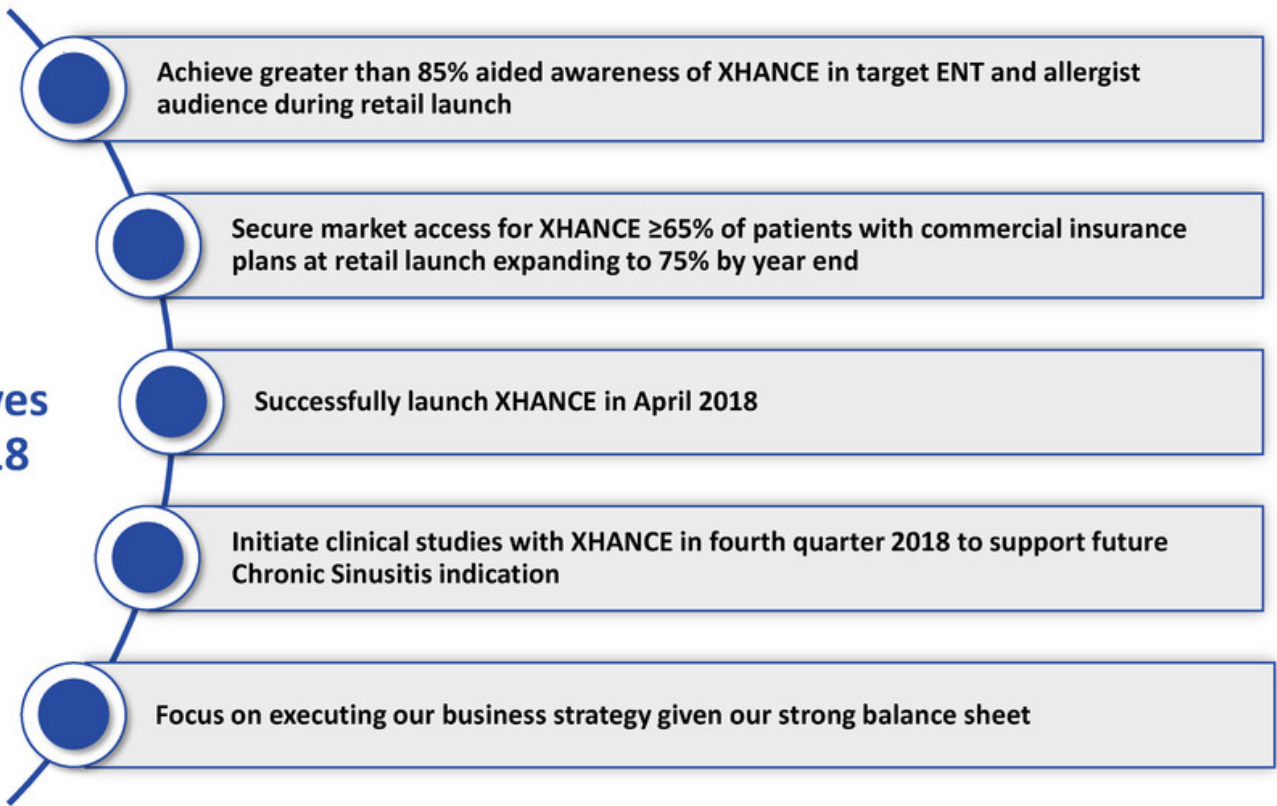 Achieve greater than 85% aided awareness of XHANCE in target ENT and allergist
audience during retail launch
Secure market access for XHANCE ≥65% of patients with commercial insurance
plans at retail launch expanding to 75% by year end
Successfully launch XHANCE in April 2018
Initiate clinical studies with XHANCE in fourth quarter 2018 to support future
Chronic Sinusitis indication
Focus on executing our business strategy given our strong balance sheet